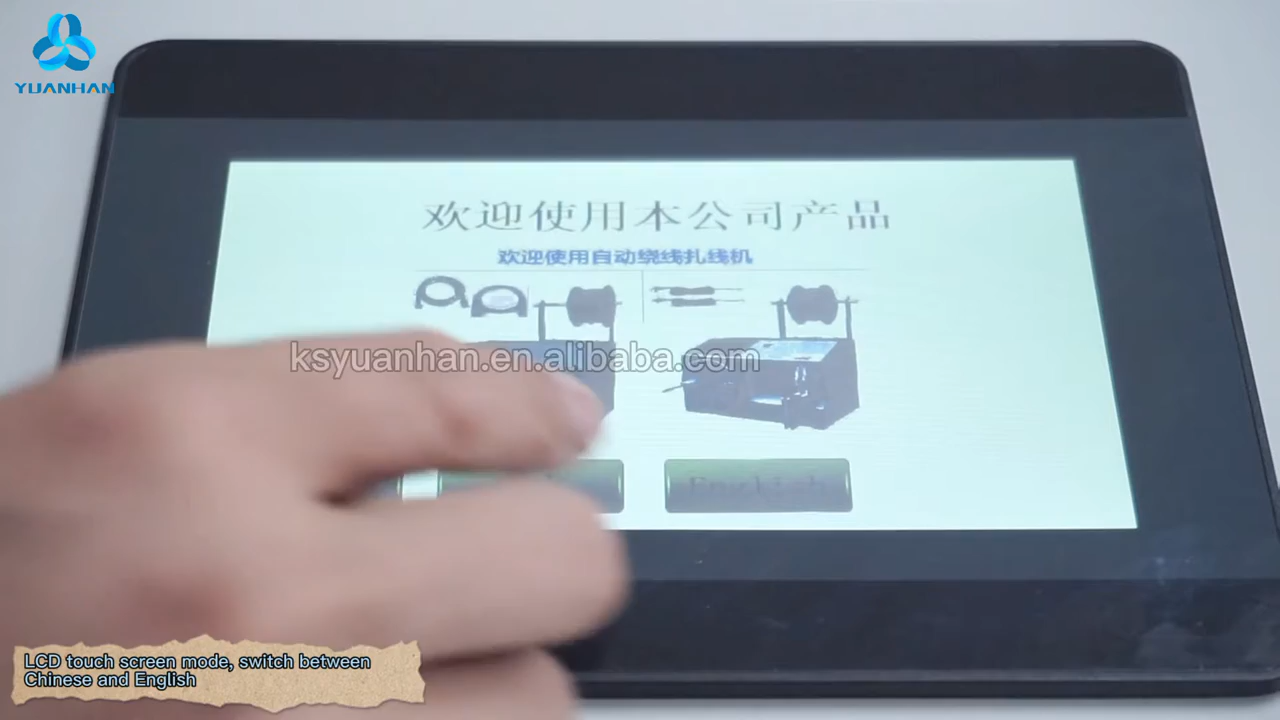 YUANHAN
欢迎使用本公司产品
欢迎使用自动绕线扎线机
ksyuanhan.en.alibaba.com
English
LCD touch screen mode, switch between
Chinese and English